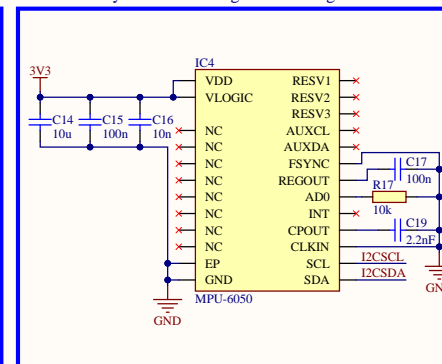 IC4
3V3
VDD RESV1
VLOGIC RESV2
RESV3
C14 C15 C16
10u 100n 10n
NC AUXCL
NC AUXDA
NC FSYNC
NC REGOUT
NC AD0
NC INT
NC CPOUT
NC CLKIN
EP SCL
GND SDA
C17
100n
R17
10k
C19
2.2nF
I2CSCL
I2CSDA
MPU-6050
GND